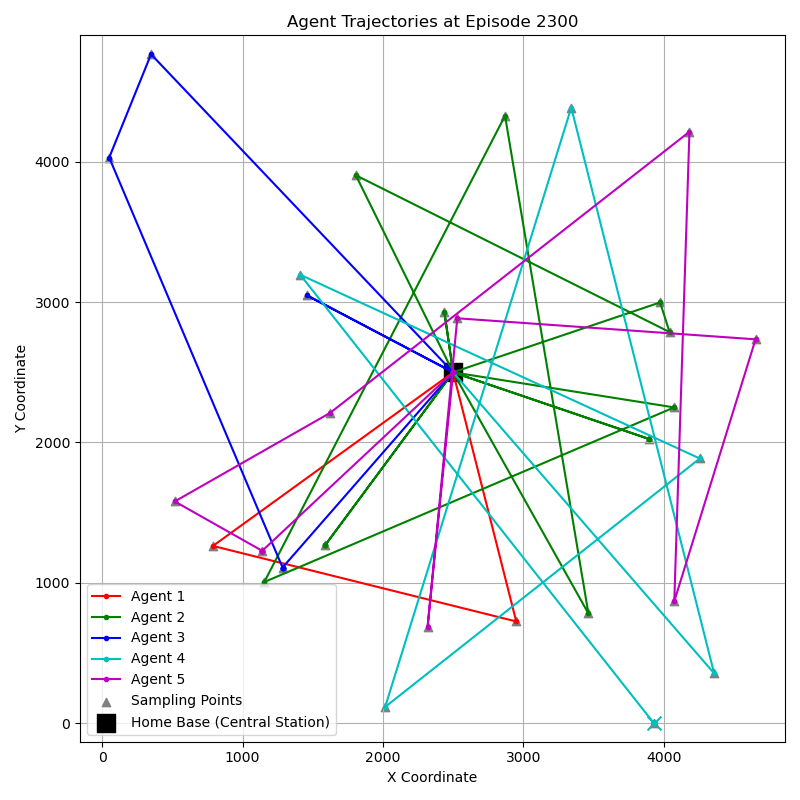 Agent Trajectories at Episode 2300
Y Coordinate
4000
3000
2000
1000
0
0 1000 2000 3000 4000
X Coordinate
Agent 1
Agent 2
Agent 3
Agent 4
Agent 5
Sampling Points
Home Base (Central Station)